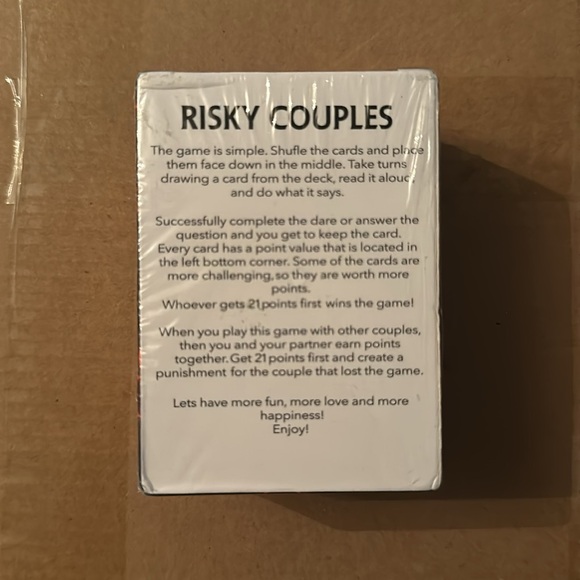 RISKY COUPLES
The game is simple. Shufle the cards and place
them face down in the middle. Take turns
drawing a card from the deck, read it aloud,
and do what it says.
Successfully complete the dare or answer the
question and you get to keep the card.
Every card has a point value that is located in
the left bottom corner. Some of the cards are
more challenging, so they are worth more
points.
Whoever gets 21 points first wins the game!
When you play this game with other couples,
then you and your partner earn points
together. Get 21 points first and create a
punishment for the couple that lost the game.
Lets have more fun, more love and more
happiness!
Enjoy!